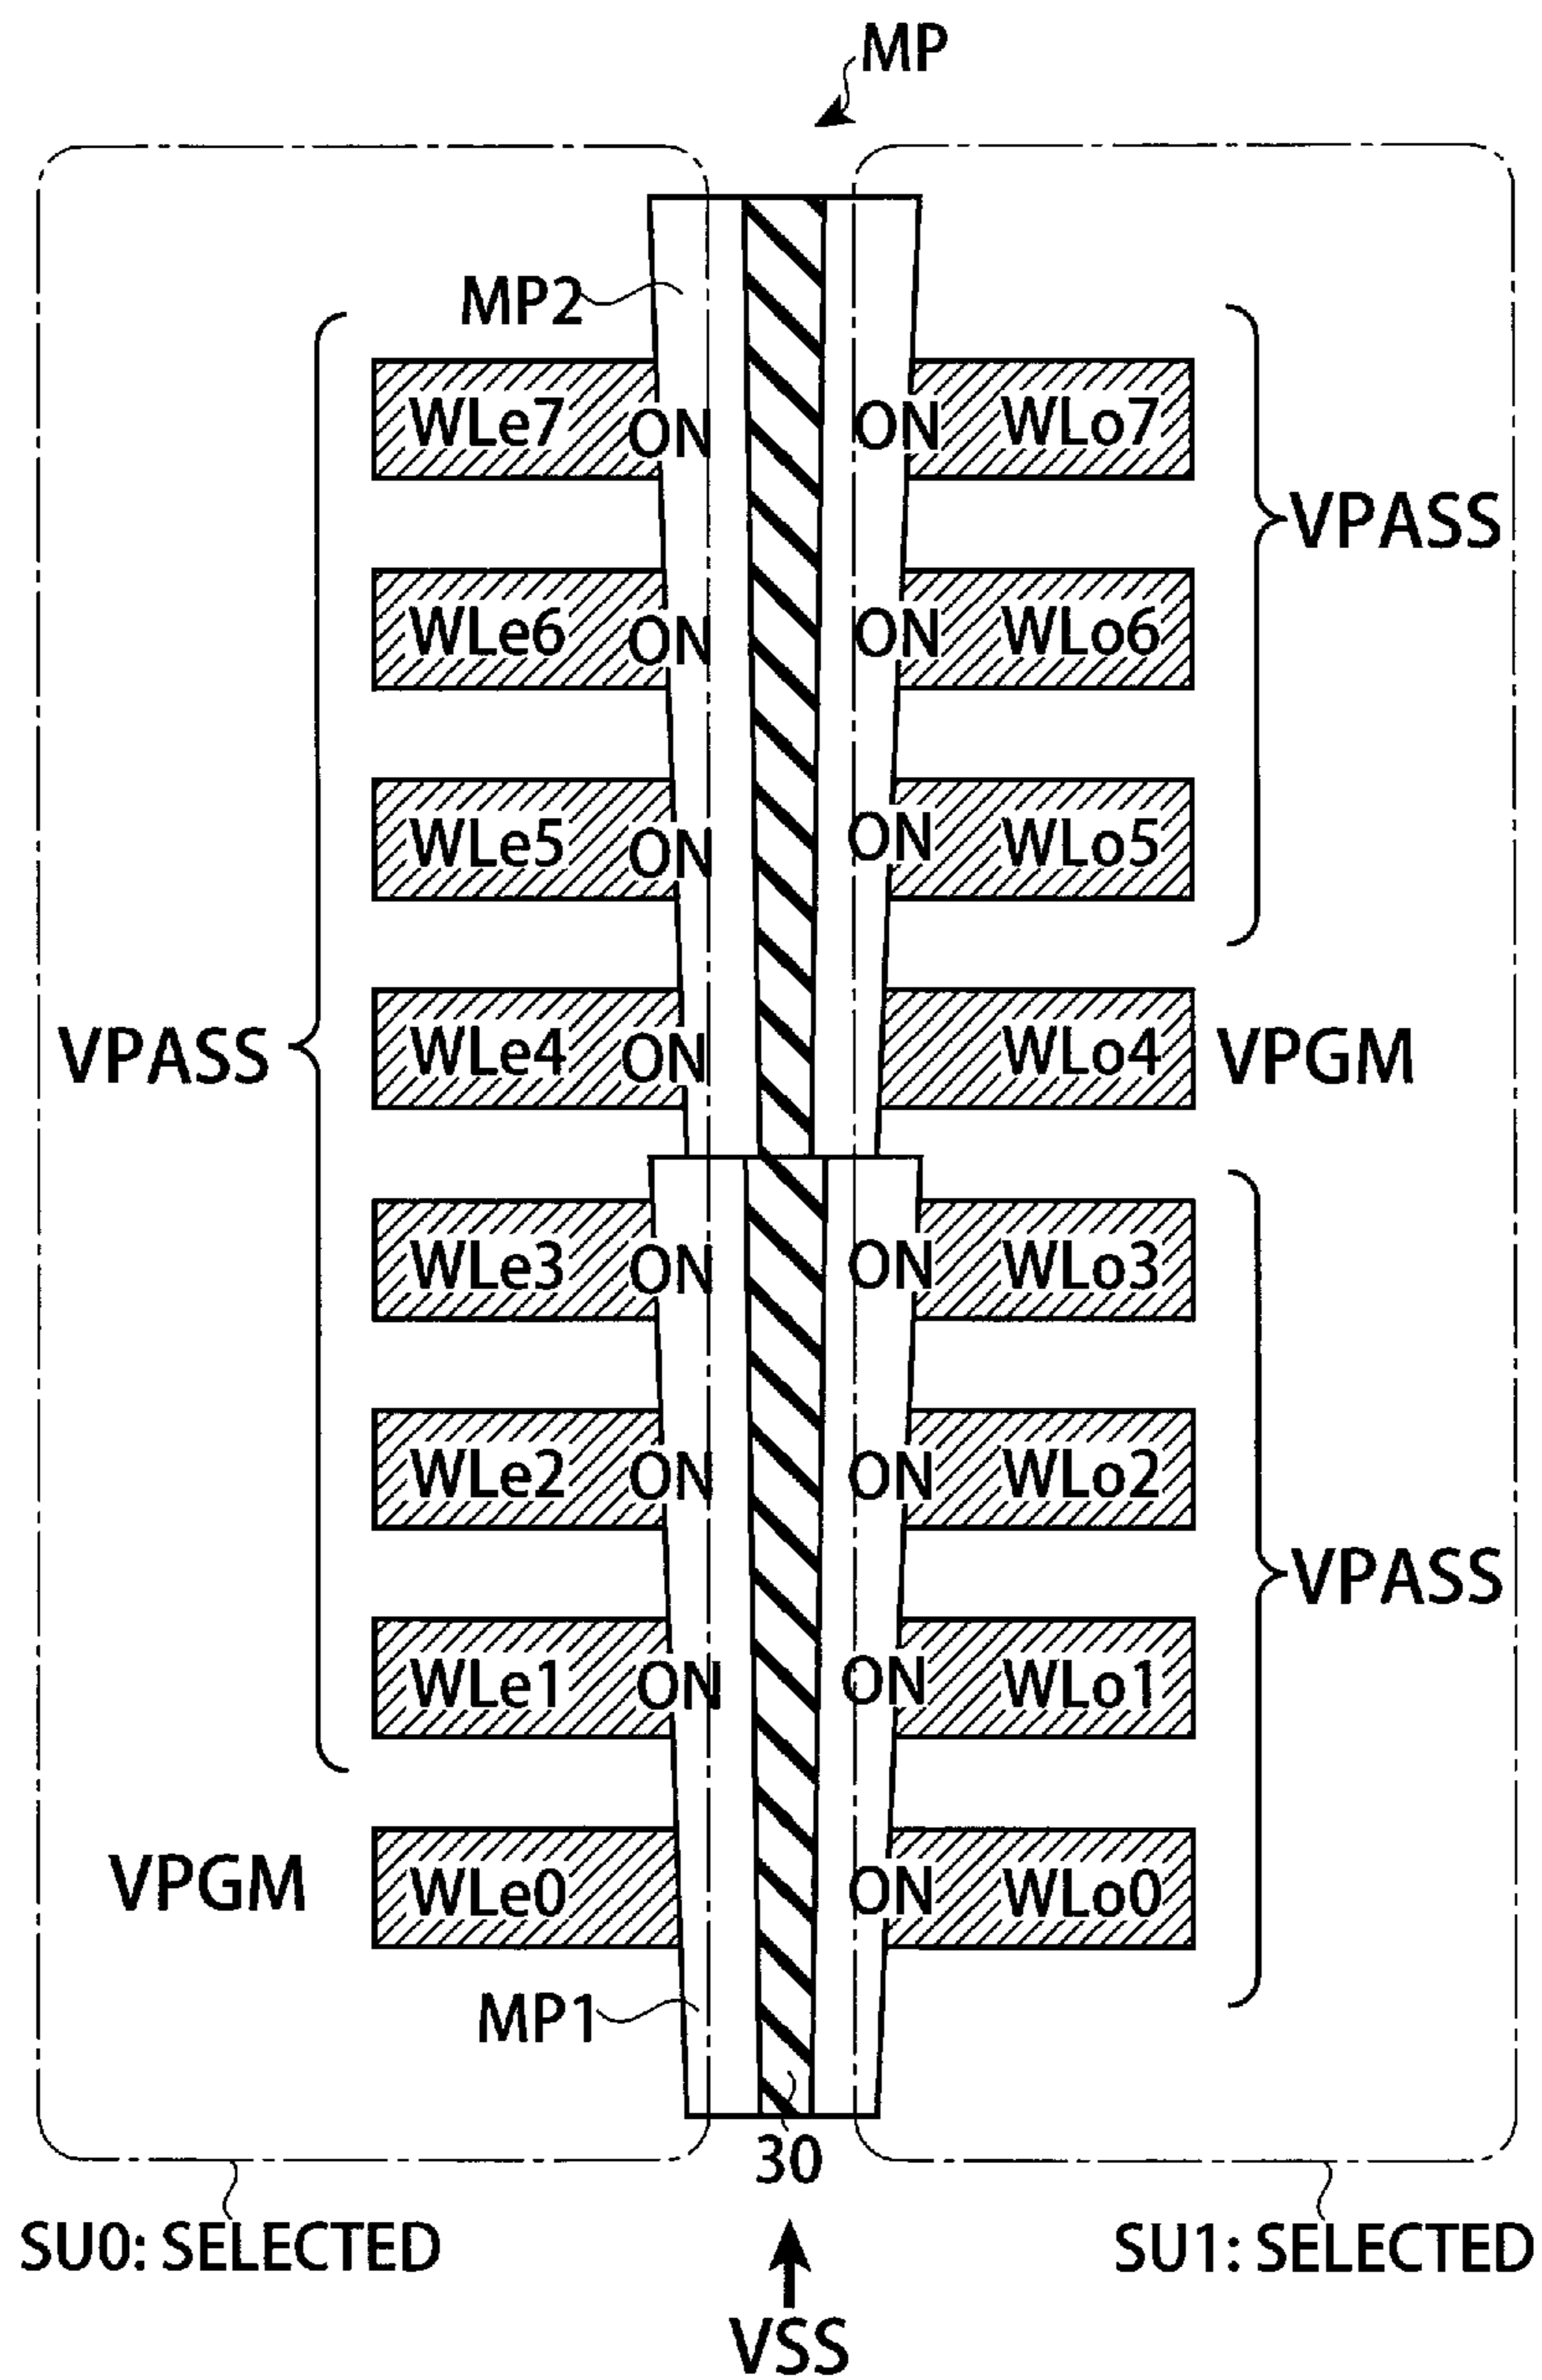 MP
MP2
WLe7 ON ON WLo7
VPASS
WLe6 ON ON WLo6
WLe5 ON ON WLo5
VPASS WLe4 ON WLo4 VPGM
WLe3 ON ON WLo3
WLe2 ON ON WLo2
VPASS
WLe1 ON ON WLo1
VPGM WLe0 ON WLo0
MP1
30
SU0: SELECTED SU1: SELECTED
VSS